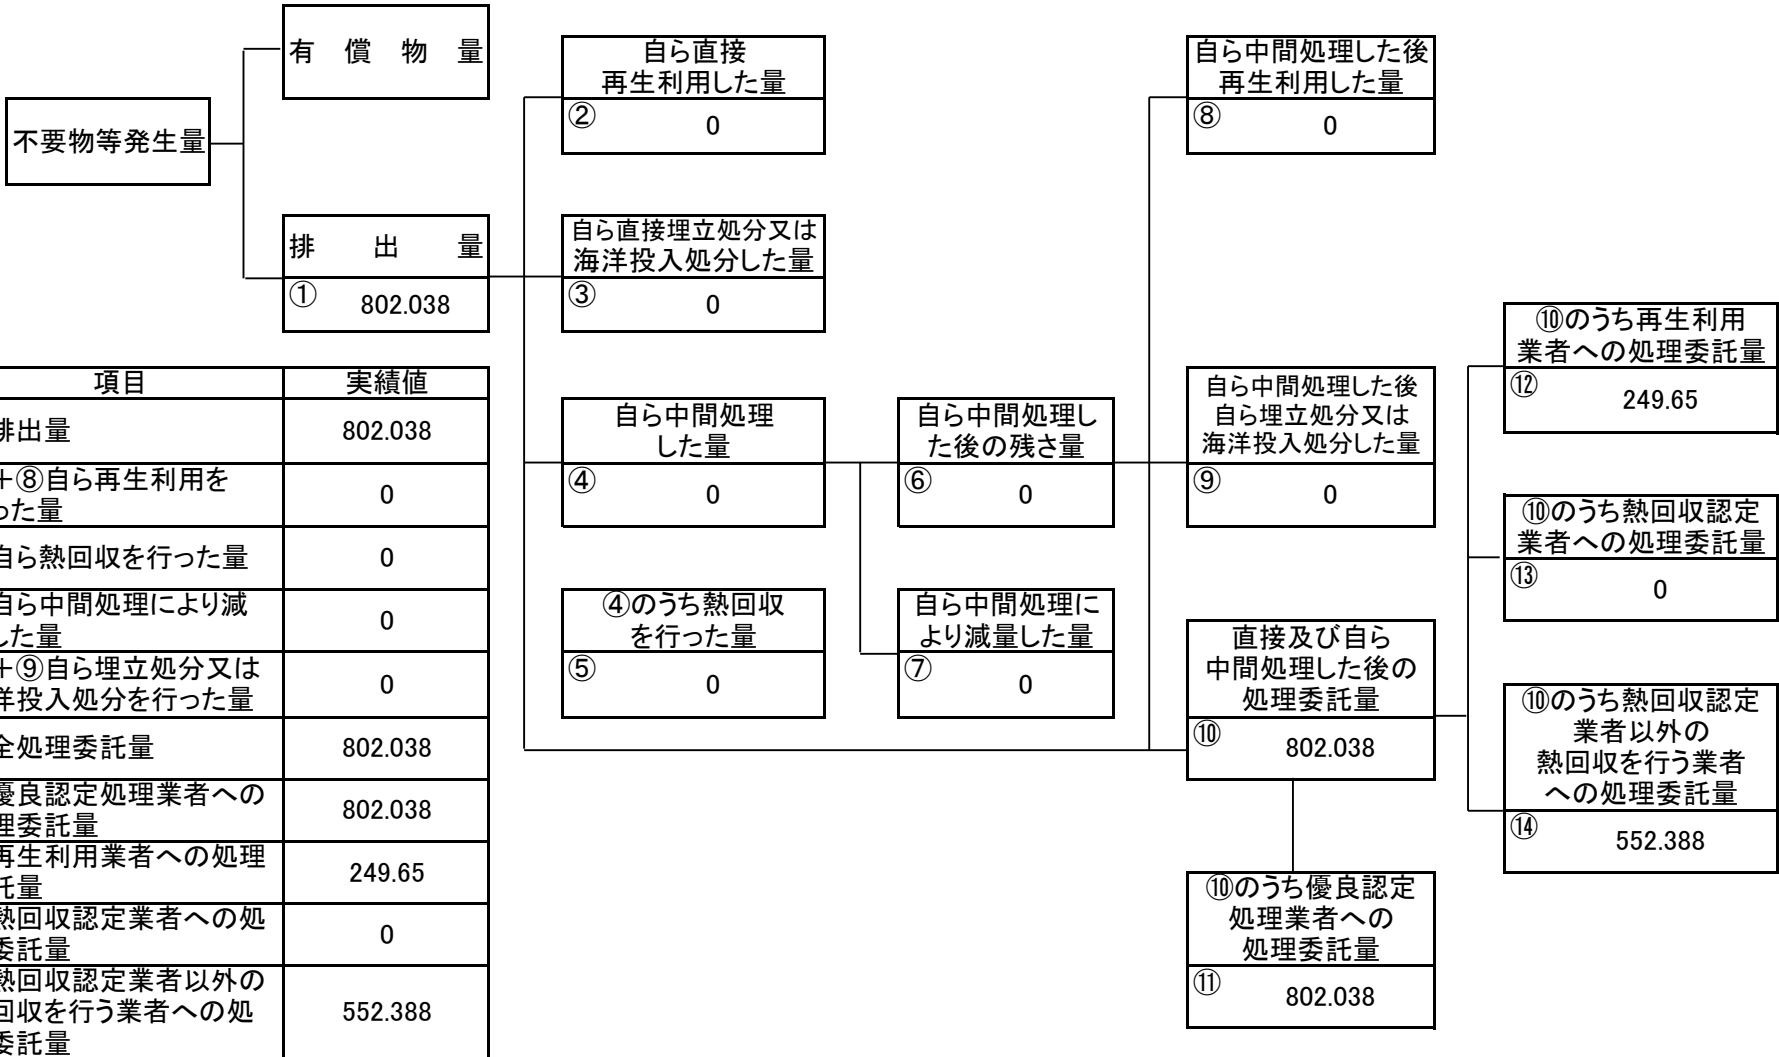 有　償　物　量
不要物等発生量
排　出　量
① 802.038
自ら直接
再生利用した量
② 0
自ら直接埋立処分又は
海洋投入処分した量
③ 0
自ら中間処理
した量
④ 0
④のうち熱回収
を行った量
⑤ 0
自ら中間処理し
た後の残さ量
⑥ 0
自ら中間処理に
より減量した量
⑦ 0
自ら中間処理した後
再生利用した量
⑧ 0
自ら中間処理した後
自ら埋立処分又は
海洋投入処分した量
⑨ 0
直接及び自ら
中間処理した後の
処理委託量
⑩ 802.038
⑩のうち優良認定
処理業者への
処理委託量
⑪ 802.038
⑩のうち再生利用
業者への処理委託量
⑫ 249.65
⑩のうち熱回収認定
業者への処理委託量
⑬ 0
⑩のうち熱回収認定
業者以外の
熱回収を行う業者
への処理委託量
⑭ 552.388
項目 実績値
排出量 802.038
+⑧自ら再生利用を
った量 0
自ら熱回収を行った量 0
自ら中間処理により減
した量 0
+⑨自ら埋立処分又は
洋投入処分を行った量 0
全処理委託量 802.038
優良認定処理業者への
理委託量 802.038
再生利用業者への処理
託量 249.65
熱回収認定業者への処
委託量 0
熱回収認定業者以外の
回収を行う業者への処
委託量 552.388